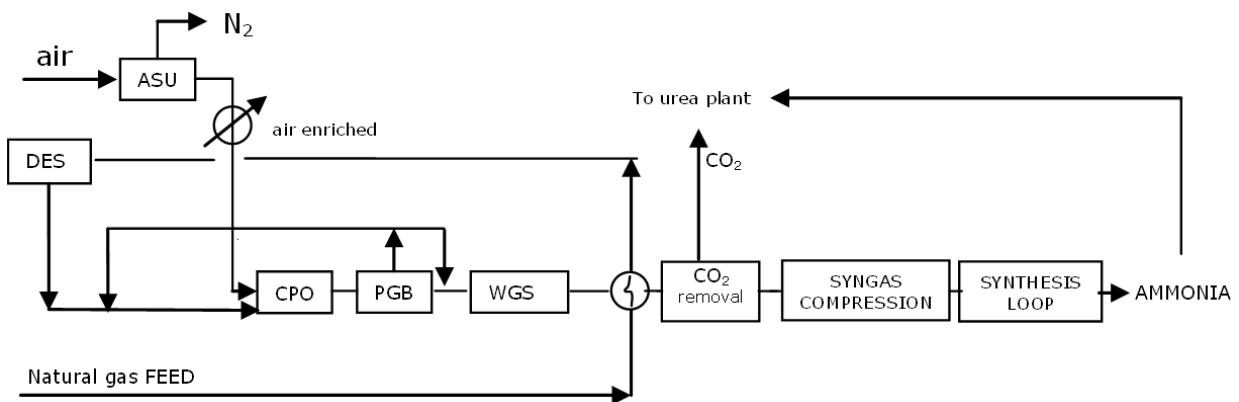 N2
air
ASU
To urea plant
air enriched
DES
CO2
CPO
PGB
WGS
CO2
removal
SYNGAS
COMPRESSION
SYNTHESIS
LOOP
AMMONIA
Natural gas FEED